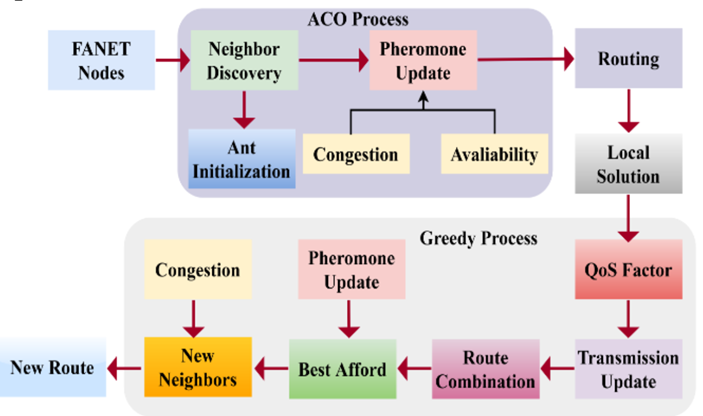 ACO Process
FANET
Nodes
Neighbor
Discovery
Pheromone
Update
Routing
Ant
Initialization
Congestion
Avaliability
Local
Solution
Greedy Process
Congestion
Pheromone
Update
QoS Factor
New Route
New
Neighbors
Best Afford
Route
Combination
Transmission
Update